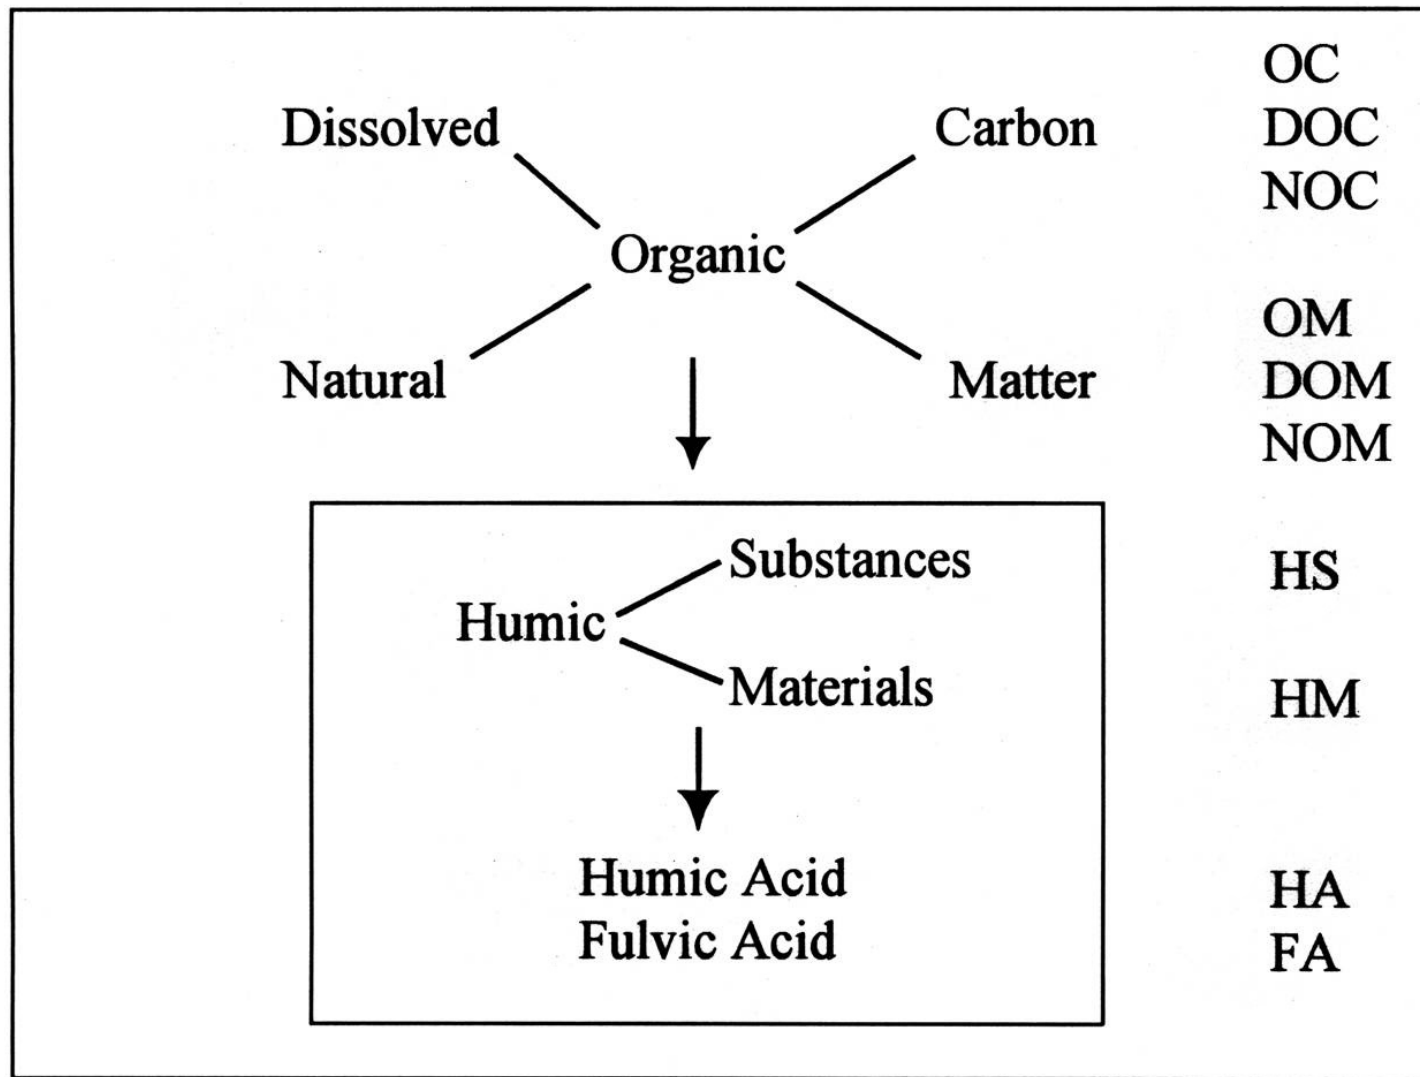 OC
Dissolved Carbon DOC
NOC
Organic
OM
Natural Matter DOM
NOM
Substances HS
Humic
Materials HM
Humic Acid HA
Fulvic Acid FA